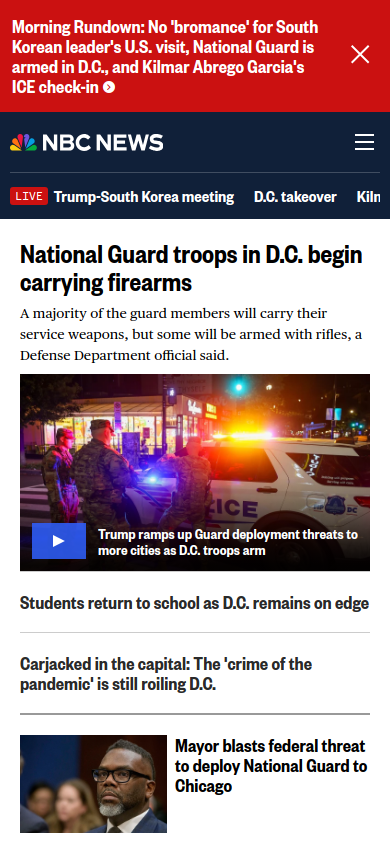 Morning Rundown: No 'bromance' for South
Korean leader's U.S. visit, National Guard is
armed in D.C., and Kilmar Abrego Garcia's
ICE check-in
NBC NEWS
LIVE Trump-South Korea meeting D.C. takeover
National Guard troops in D.C. begin
carrying firearms
A majority of the guard members will carry their
service weapons, but some will be armed with rifles, a
Defense Department official said.
Trump ramps up Guard deployment threats to
more cities as D.C. troops arm
Students return to school as D.C. remains on edge
Carjacked in the capital: The 'crime of the
pandemic' is still roiling D.C.
Mayor blasts federal threat
to deploy National Guard to
Chicago